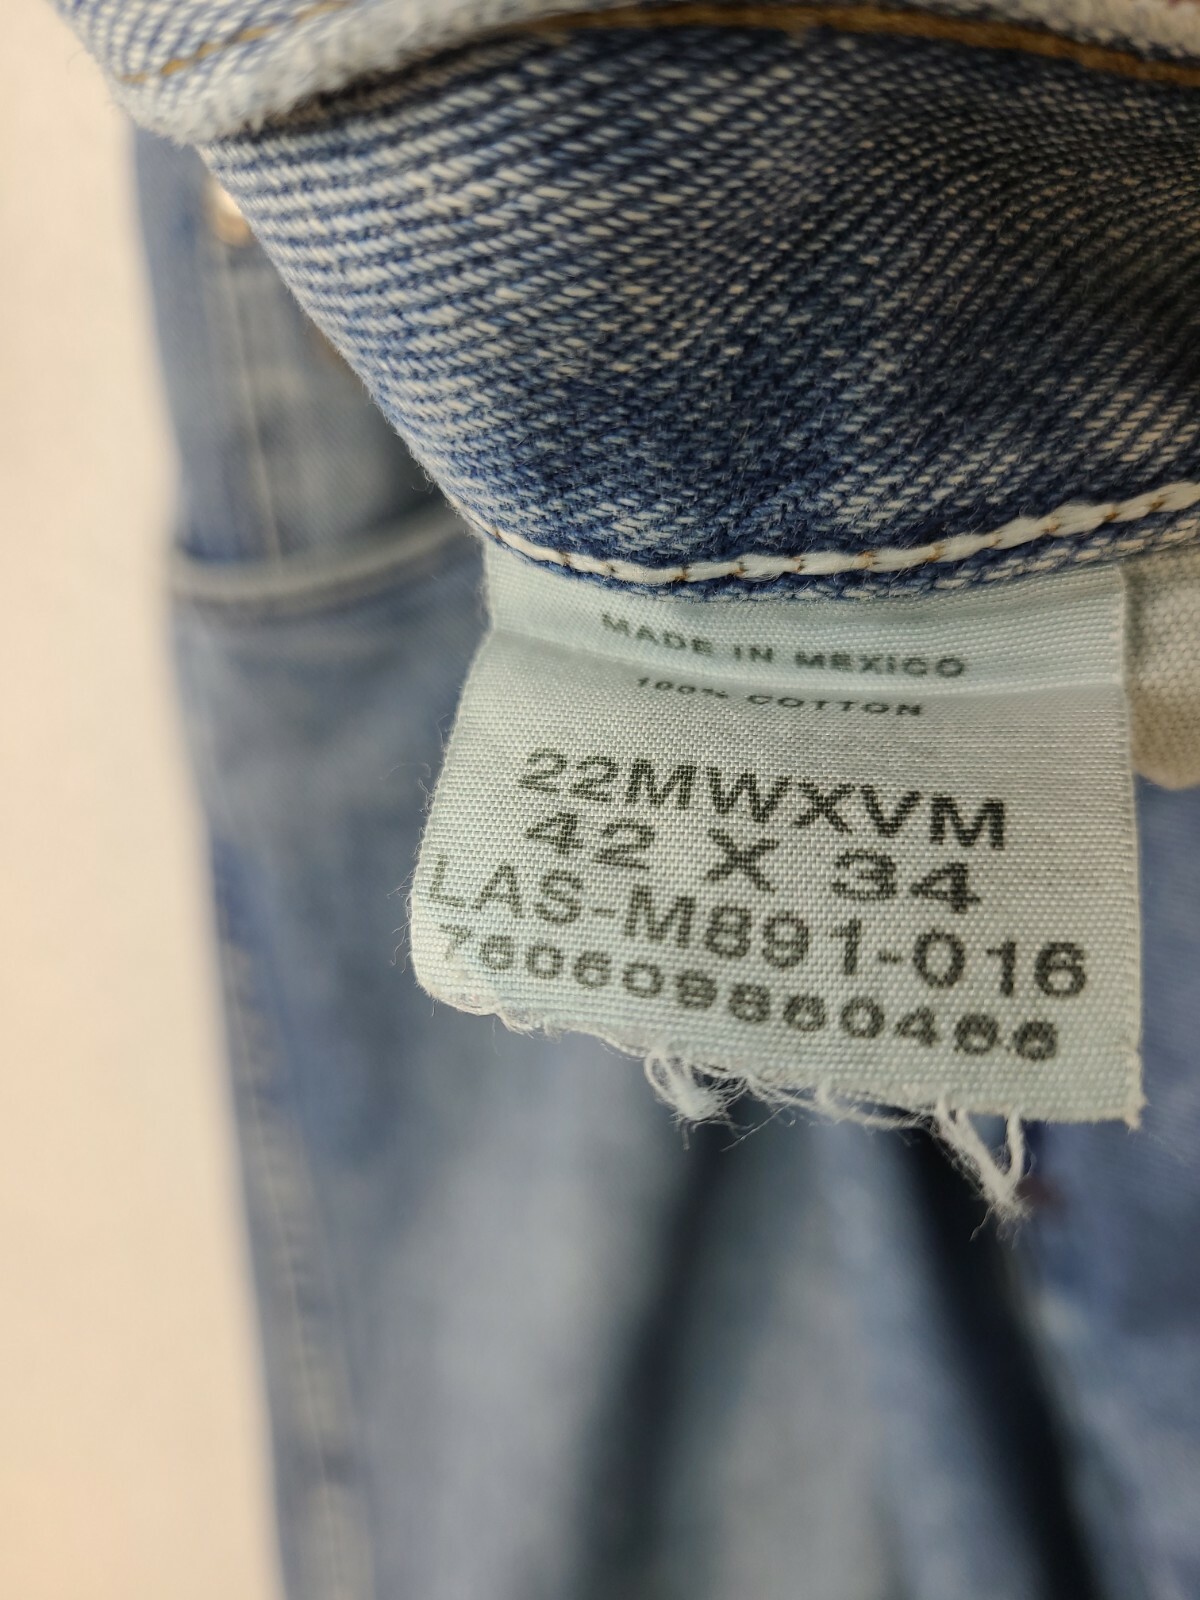 MADE IN MEXICO
100% COTTON
22MWXVM
42 X 34
LAS-M891-016